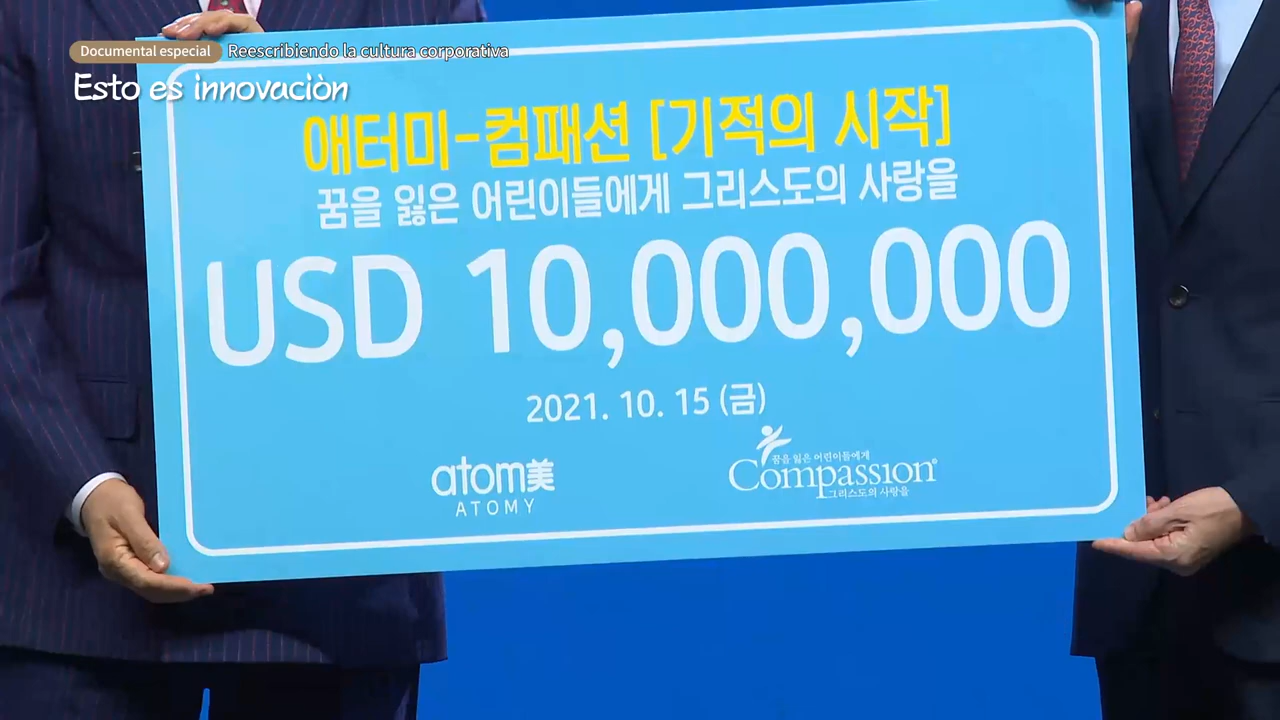 Documental especial Reescribiendo la cultura corporativa
Esto es innovaciòn
애터미-컴패션 [기적의 시작]
꿈을 잃은 어린이들에게 그리스도의 사랑을
USD 10,000,000
2021. 10. 15 (금)
atom美
ATOMY
꿈을 잃은 어린이들에게
Compassion®
그리스도의 사랑을